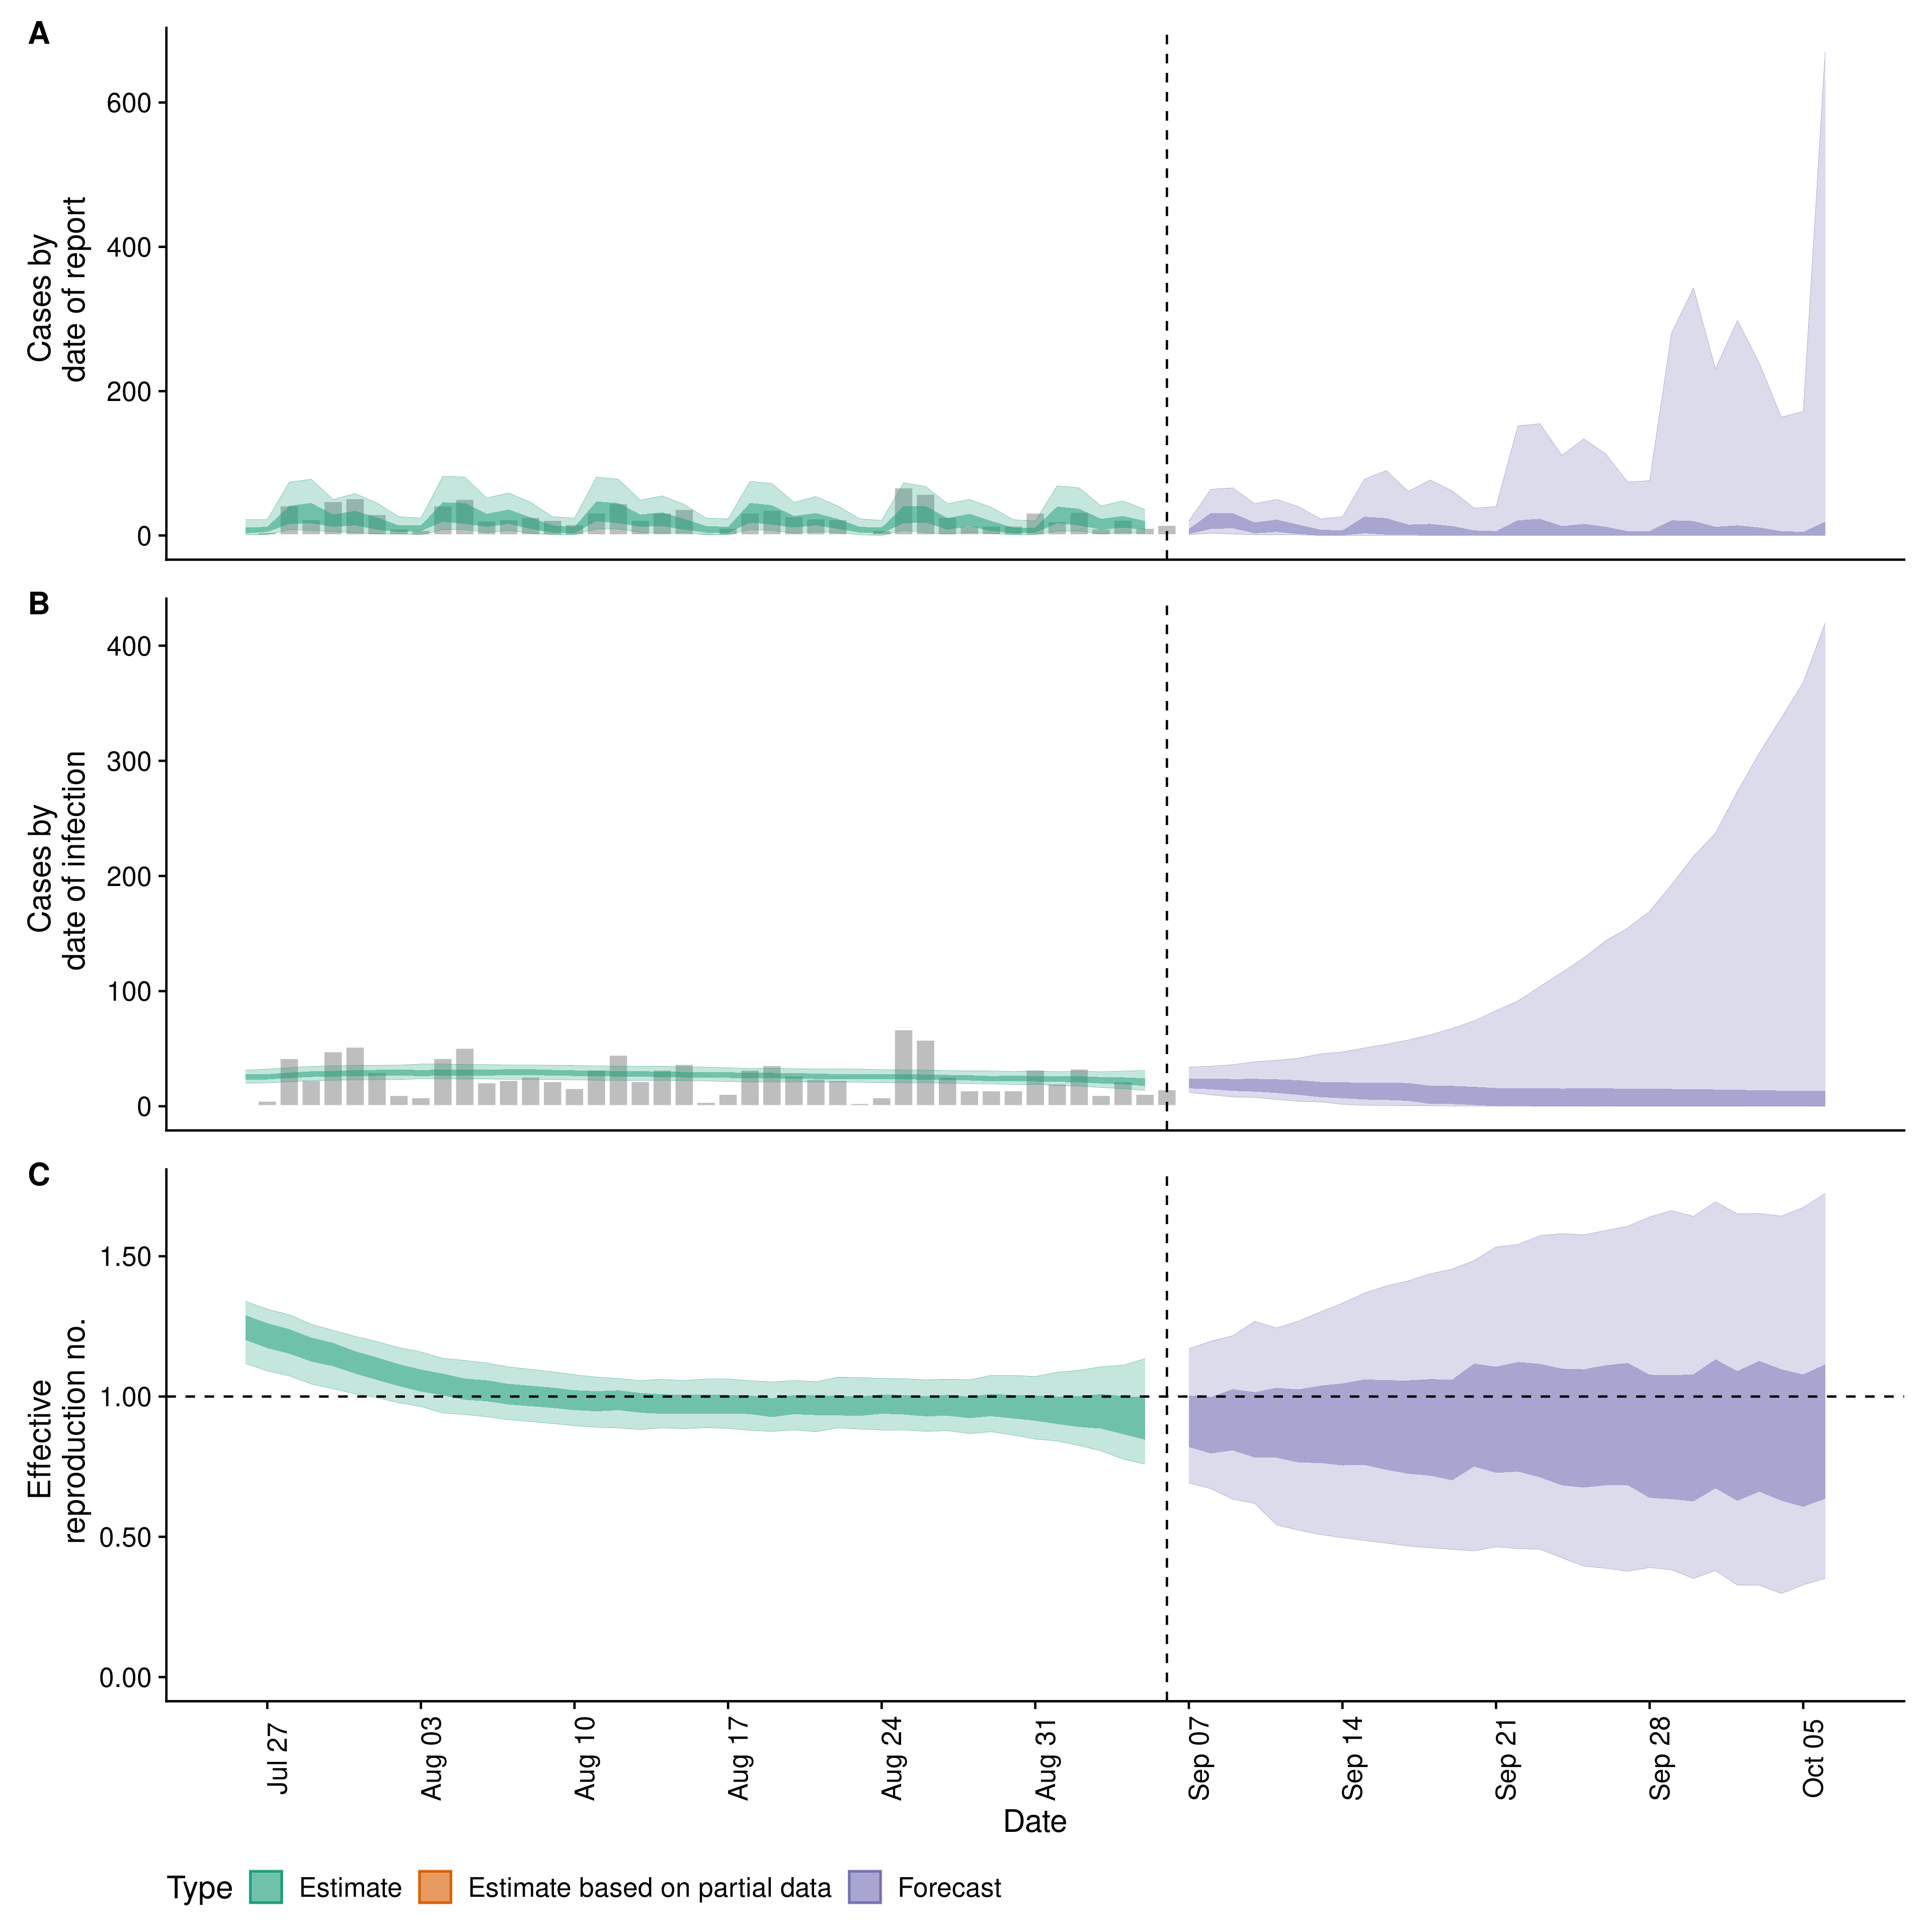 A
Cases by
date of report
600
400
200
0
B
Cases by
date of infection
400
300
200
100
0
C
Effective
reproduction no.
1.50
1.00
0.50
0.00
Jul 27
Aug 03
Aug 10
Aug 17
Aug 24
Aug 31
Sep 07
Sep 14
Sep 21
Sep 28
Oct 05
Date
Type Estimate Estimate based on partial data Forecast